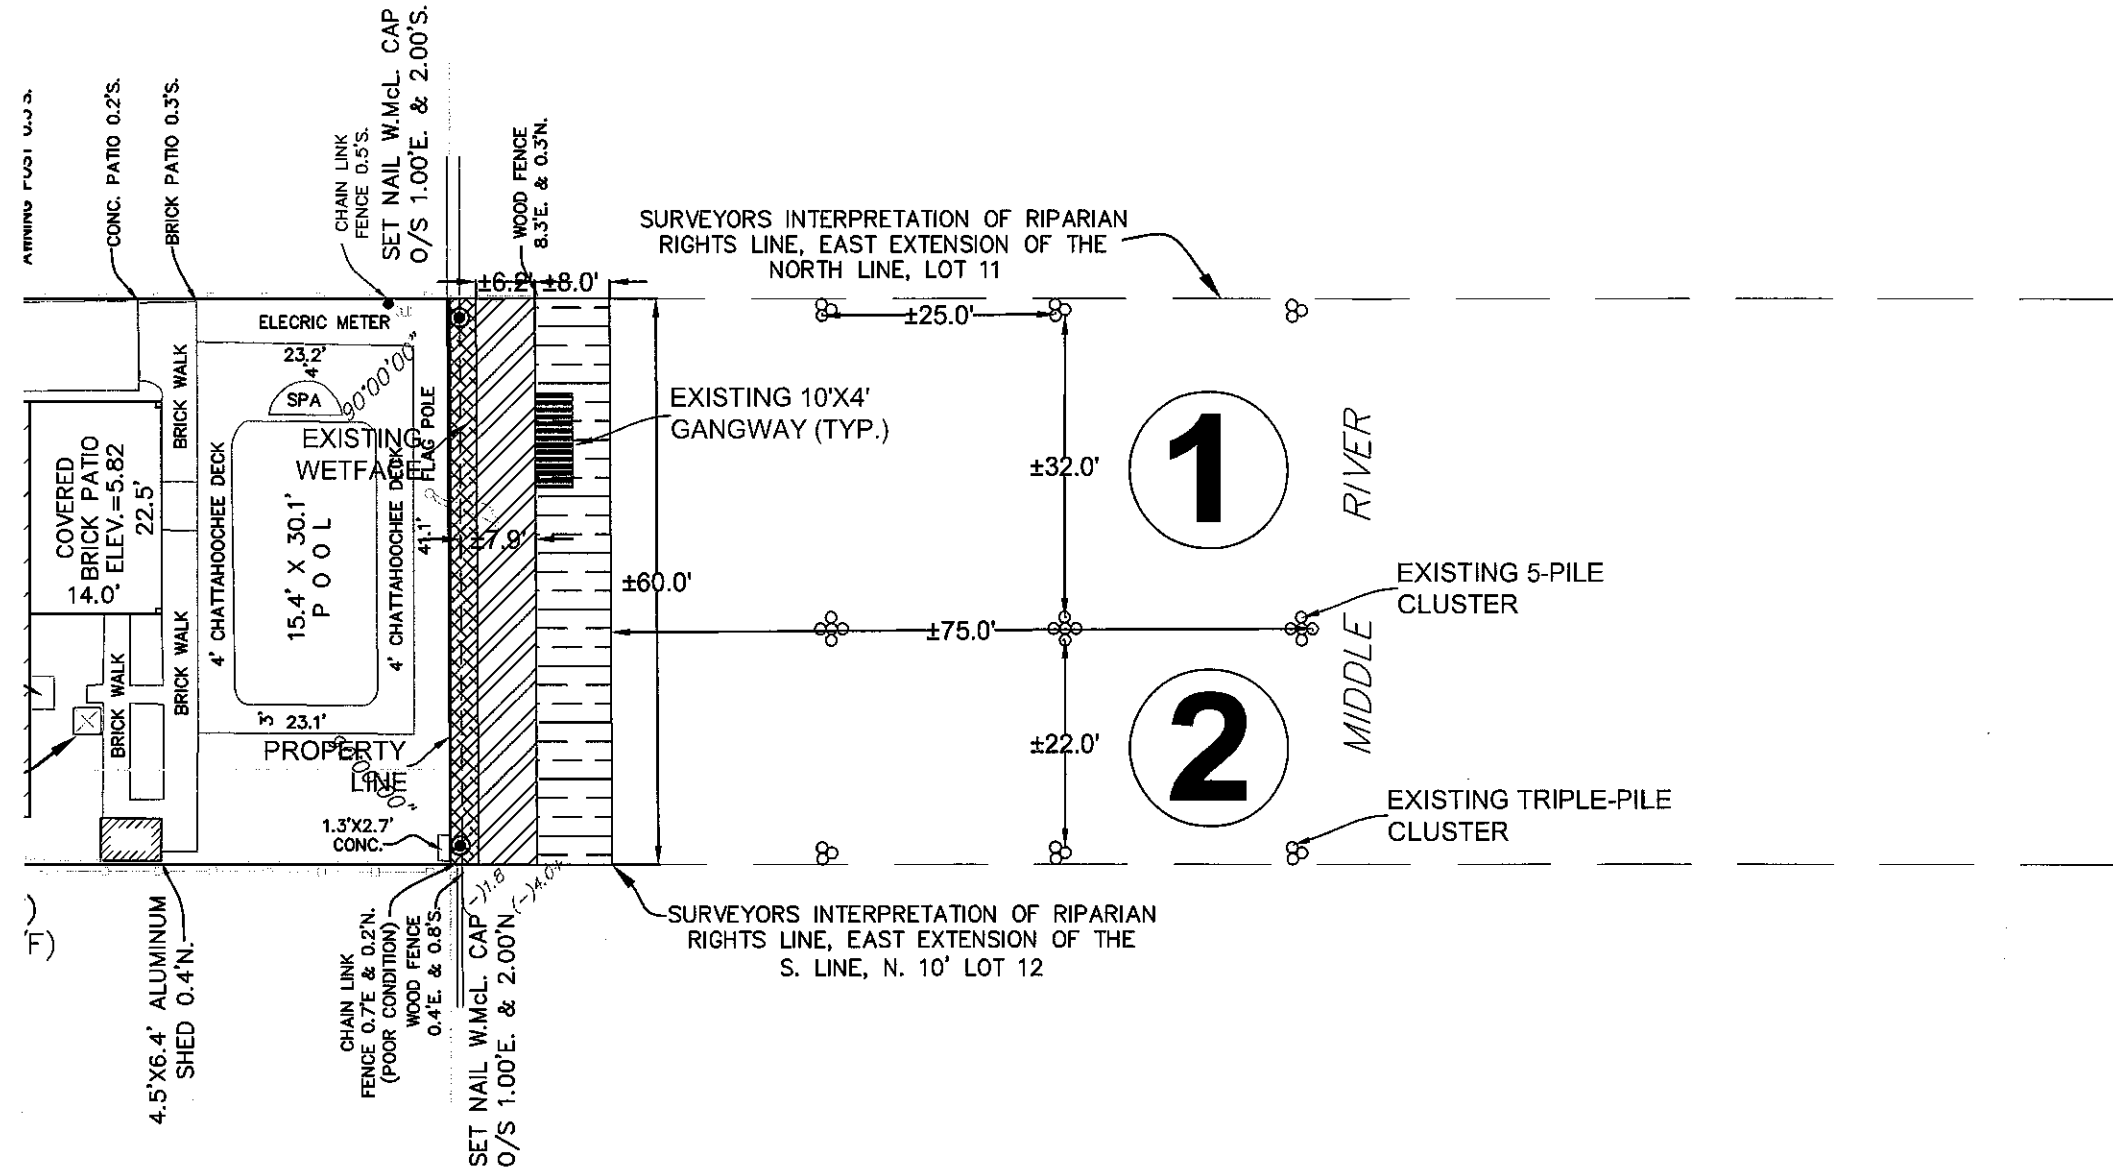 CONC. PATIO 0.2'S.
BRICK PATIO 0.3'S.
CHAIN LINK
FENCE 0.5'S.
SET NAIL W.McL. CAP
O/S 1.00'E. & 2.00'S.
WOOD FENCE
8.3'E. & 0.3'N.
SURVEYORS INTERPRETATION OF RIPARIAN
RIGHTS LINE, EAST EXTENSION OF THE
NORTH LINE, LOT 11
±6.2'
±8.0'
ELECRIC METER
±25.0'
23.2'
4'
90°00'00"
SPA
BRICK WALK
FLAG POLE
EXISTING
WETFACE
EXISTING 10'X4'
GANGWAY (TYP.)
1
RIVER
±32.0'
COVERED
BRICK PATIO
ELEV.=5.82
14.0'
22.5'
4' CHATTAHOOCHEE DECK
15.4' X 30.1'
POOL
4' CHATTAHOOCHEE DECK
41.1'
±7.9'
±60.0'
EXISTING 5-PILE
CLUSTER
±75.0'
MIDDLE
BRICK WALK
BRICK WALK
3'
23.1'
PROPERTY
LINE
±22.0'
2
EXISTING TRIPLE-PILE
CLUSTER
1.3'X2.7'
CONC.
(-)1.8
(-)4.04
SURVEYORS INTERPRETATION OF RIPARIAN
RIGHTS LINE, EAST EXTENSION OF THE
S. LINE, N. 10' LOT 12
'F)
4.5'X6.4' ALUMINUM
SHED 0.4'N.
CHAIN LINK
FENCE 0.7'E & 0.2'N.
(POOR CONDITION)
WOOD FENCE
0.4'E. & 0.8'S.
SET NAIL W.McL. CAP
O/S 1.00'E. & 2.00'N